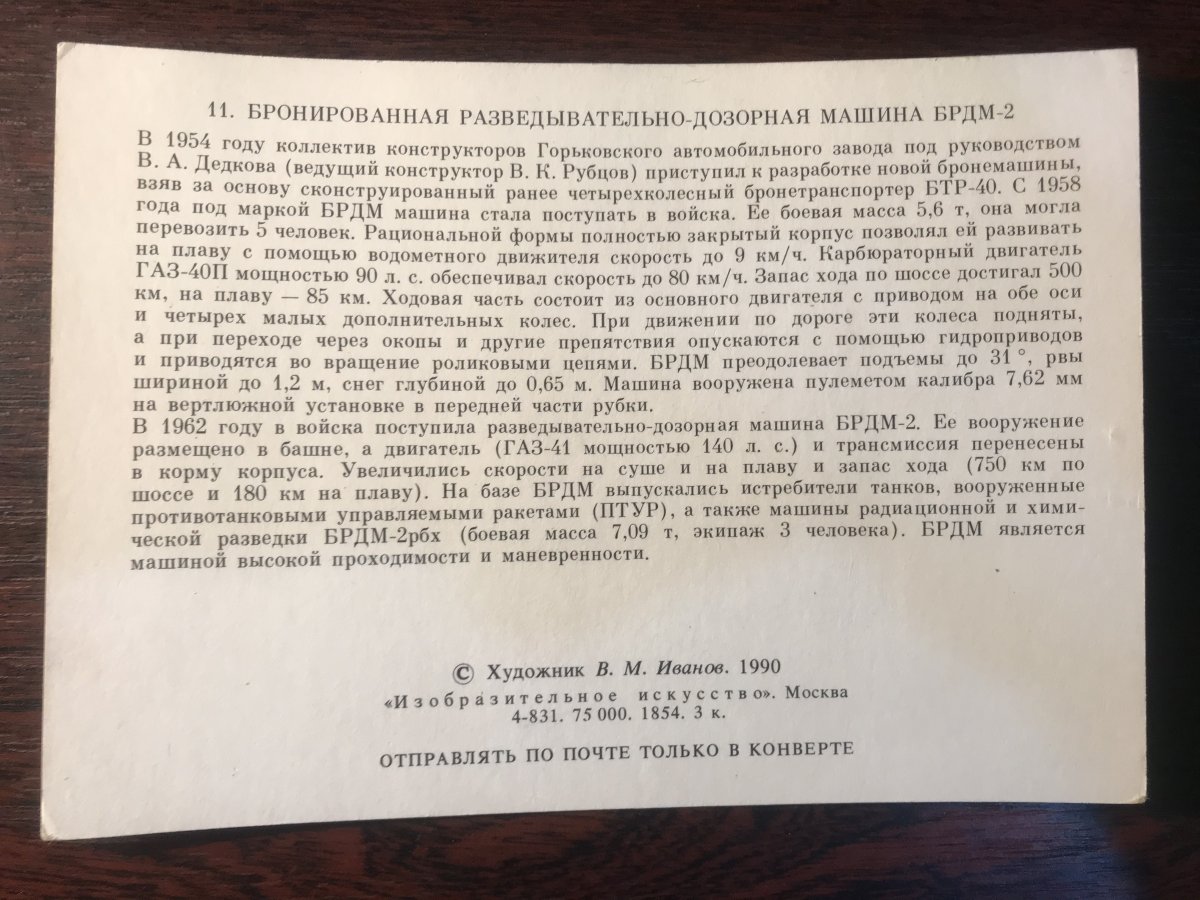 11. БРОНИРОВАННАЯ РАЗВЕДЫВАТЕЛЬНО-ДОЗОРНАЯ МАШИНА БРДМ-2
В 1954 году коллектив конструкторов Горьковского автомобильного завода под руководством
В. А. Дедкова (ведущий конструктор В. К. Рубцов) приступил к разработке новой бронемашины,
взяв за основу сконструированный ранее четырехколесный бронетранспортер БТР-40. С 1958
года под маркой БРДМ машина стала поступать в войска. Ее боевая масса 5,6 т, она могла
перевозить 5 человек. Рациональной формы полностью закрытый корпус позволял ей развивать
на плаву с помощью водометного движителя скорость до 9 км/ч. Карбюраторный двигатель
ГАЗ-40П мощностью 90 л. с. обеспечивал скорость до 80 км/ч. Запас хода по шоссе достигал 500
км, на плаву — 85 км. Ходовая часть состоит из основного двигателя с приводом на обе оси
и четырех малых дополнительных колес. При движении по дороге эти колеса подняты,
а при переходе через окопы и другие препятствия опускаются с помощью гидроприводов
и приводятся во вращение роликовыми цепями. БРДМ преодолевает подъемы до 31°, рвы
шириной до 1,2 м, снег глубиной до 0,65 м. Машина вооружена пулеметом калибра 7,62 мм
на вертлюжной установке в передней части рубки.
В 1962 году в войска поступила разведывательно-дозорная машина БРДМ-2. Ее вооружение
размещено в башне, а двигатель (ГАЗ-41 мощностью 140 л. с.) и трансмиссия перенесены
в корму корпуса. Увеличились скорости на суше и на плаву и запас хода (750 км по
шоссе и 180 км на плаву). На базе БРДМ выпускались истребители танков, вооруженные
противотанковыми управляемыми ракетами (ПТУР), а также машины радиационной и хими-
ческой разведки БРДМ-2рбх (боевая масса 7,09 т, экипаж 3 человека). БРДМ является
машиной высокой проходимости и маневренности.
© Художник В. М. Иванов. 1990
«Изобразительное искусство». Москва
4-831. 75 000. 1854. 3 к.
ОТПРАВЛЯТЬ ПО ПОЧТЕ ТОЛЬКО В КОНВЕРТЕ